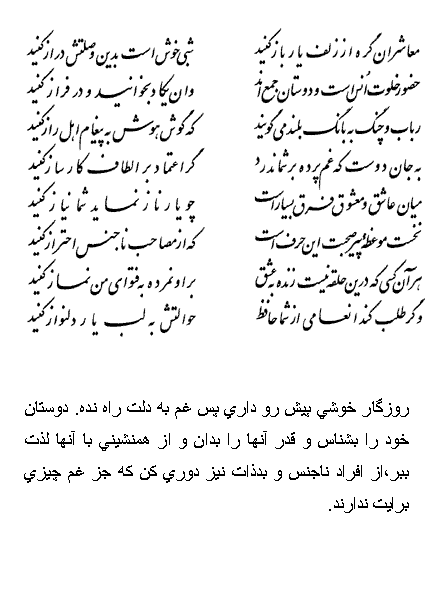 معاشران گره از زلف یار باز کنید شبی خوش است بدین وصلتش دراز کنید
حضور خلوت اُنس است و دوستان جمع اند وان یکاد بخوانید و در فراز کنید
رباب و چنگ به بانگ بلند می گویند که گوش هوش به پیغام اهل راز کنید
به جان دوست که غم پرده بر شما ندرد گر اعتماد بر الطاف کارساز کنید
میان عاشق و معشوق فرق بسیار است چو یار ناز نماید شما نیاز کنید
نخست موعظه پیر صحبت این حرف است که از مصاحب ناجنس احتراز کنید
هر آن کسی که درین حلقه نیست زنده به عشق بر او نمرده به فتوای من نماز کنید
وگر طلب کند انعامی از شما حافظ حوالتش به لب یار دلنواز کنید
روزگار خوشي پيش رو داري پس غم به دلت راه نده. دوستان
خود را بشناس و قدر آنها را بدان و از همنشيني با آنها لذت
ببر،از افراد ناجنس و بدذات نيز دوري كن كه جز غم چيزي
برايت ندارند.